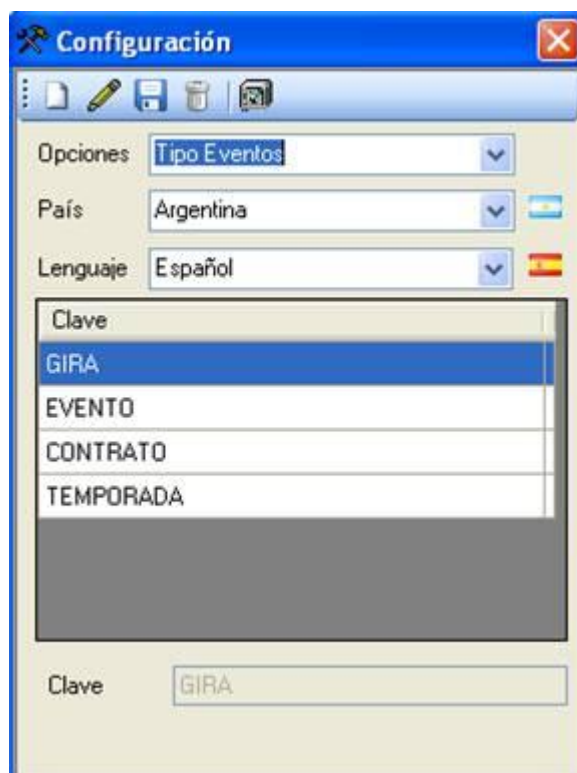 Configuración
Opciones Tipo Eventos
País Argentina
Lenguaje Español
Clave
GIRA
EVENTO
CONTRATO
TEMPORADA
Clave GIRA